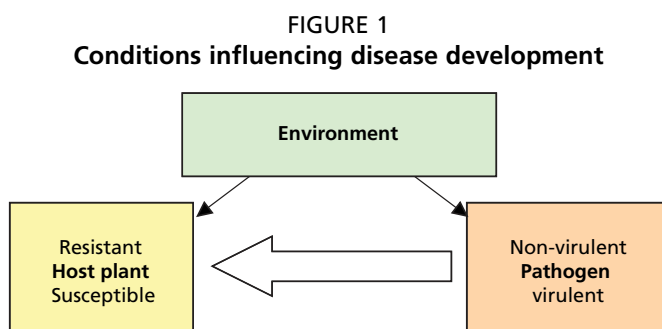 FIGURE 1
Conditions influencing disease development
Environment
Resistant
Host plant
Susceptible
Non-virulent
Pathogen
virulent